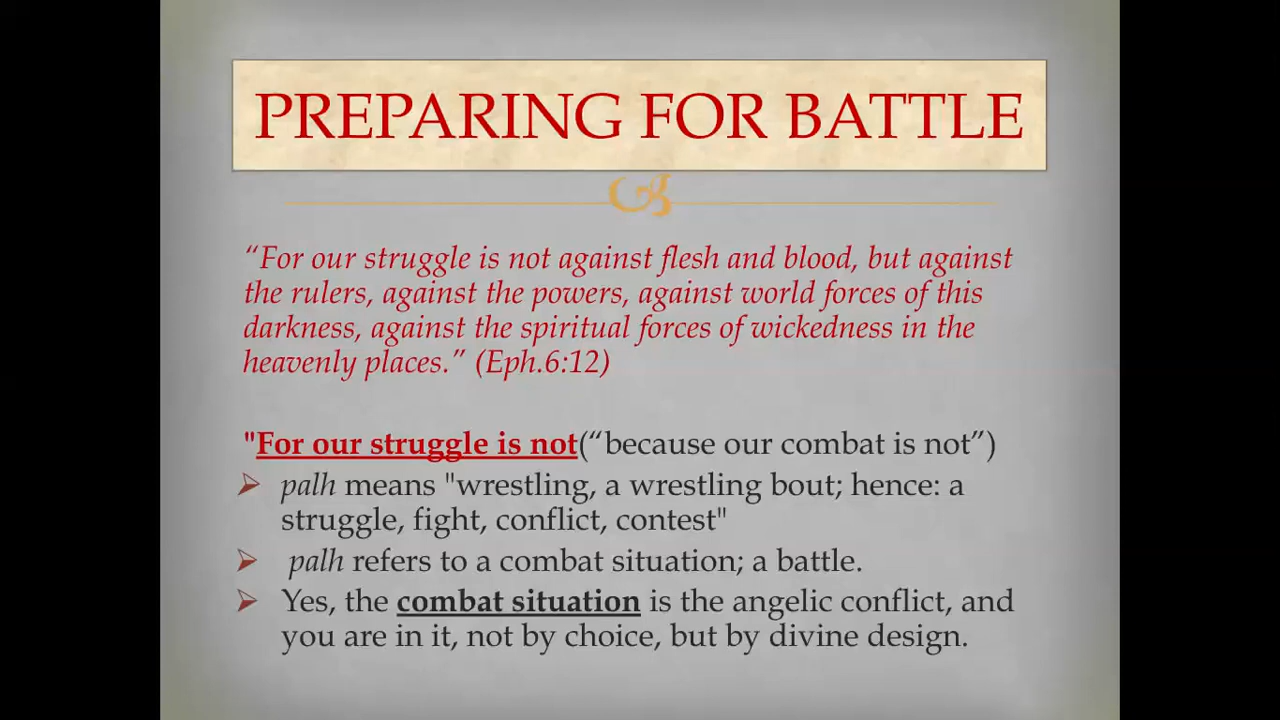 PREPARING FOR BATTLE
“For our struggle is not against flesh and blood, but against
the rulers, against the powers, against world forces of this
darkness, against the spiritual forces of wickedness in the
heavenly places.” (Eph.6:12)
"For our struggle is not(“because our combat is not”)
palh means "wrestling, a wrestling bout; hence: a
struggle, fight, conflict, contest"
palh refers to a combat situation; a battle.
Yes, the combat situation is the angelic conflict, and
you are in it, not by choice, but by divine design.